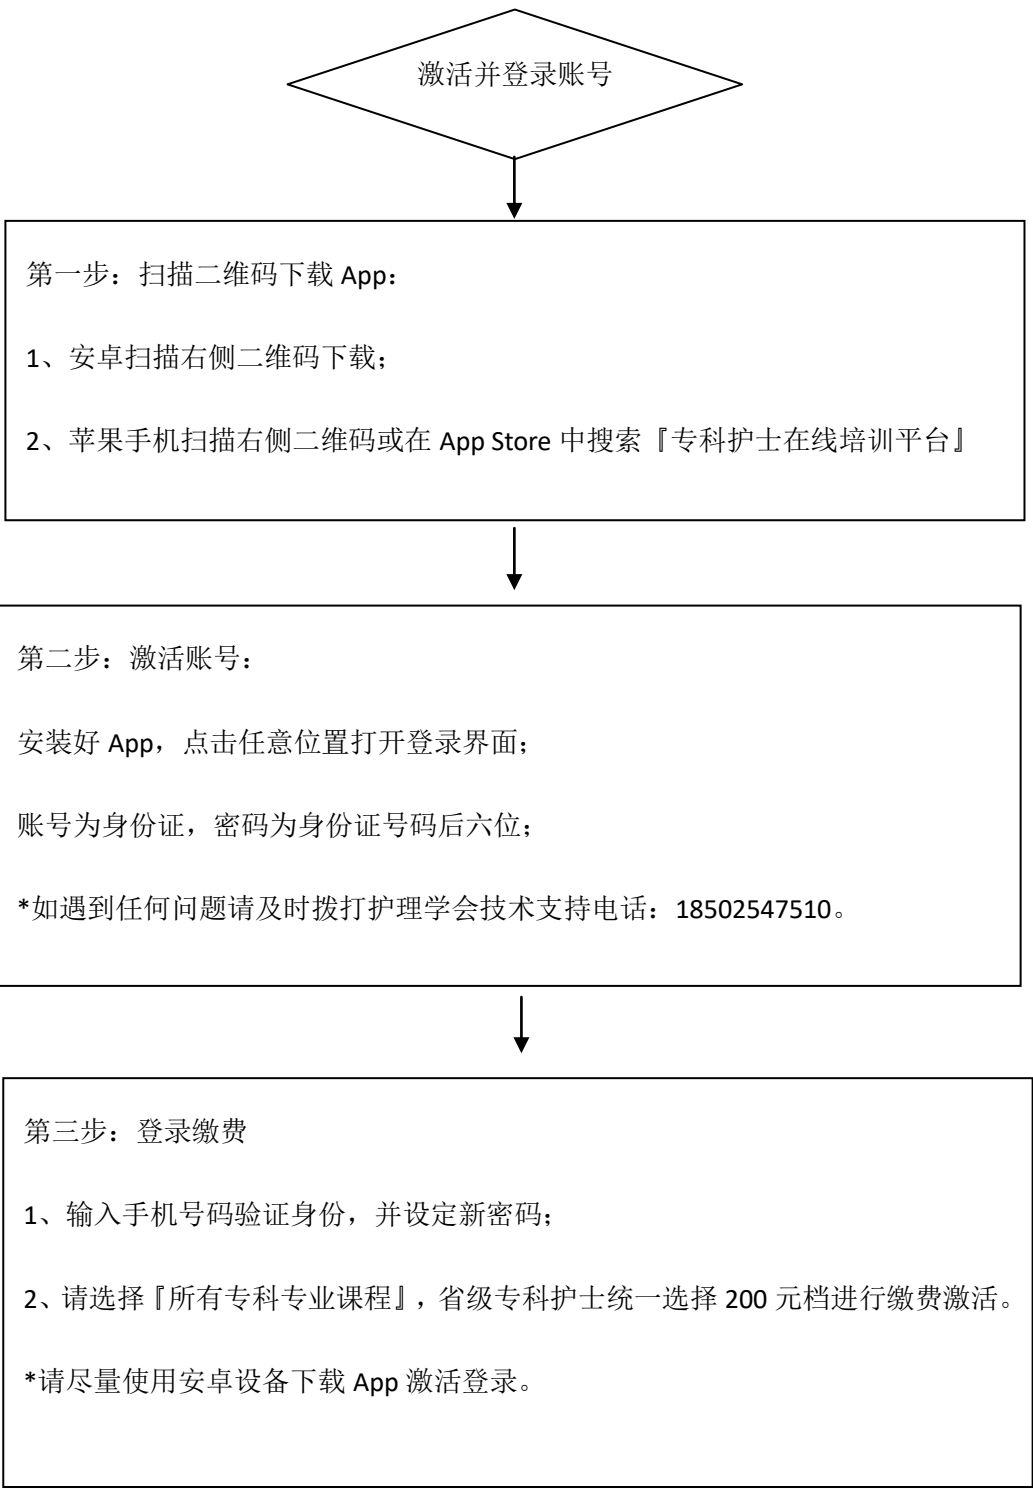 激活并登录账号
第一步：扫描二维码下载 App：
1、安卓扫描右侧二维码下载；
2、苹果手机扫描右侧二维码或在 App Store 中搜索『专科护士在线培训平台』
第二步：激活账号：
安装好 App，点击任意位置打开登录界面；
账号为身份证，密码为身份证号码后六位；
*如遇到任何问题请及时拨打护理学会技术支持电话：18502547510。
第三步：登录缴费
1、输入手机号码验证身份，并设定新密码；
2、请选择『所有专科专业课程』，省级专科护士统一选择 200 元档进行缴费激活。
*请尽量使用安卓设备下载 App 激活登录。